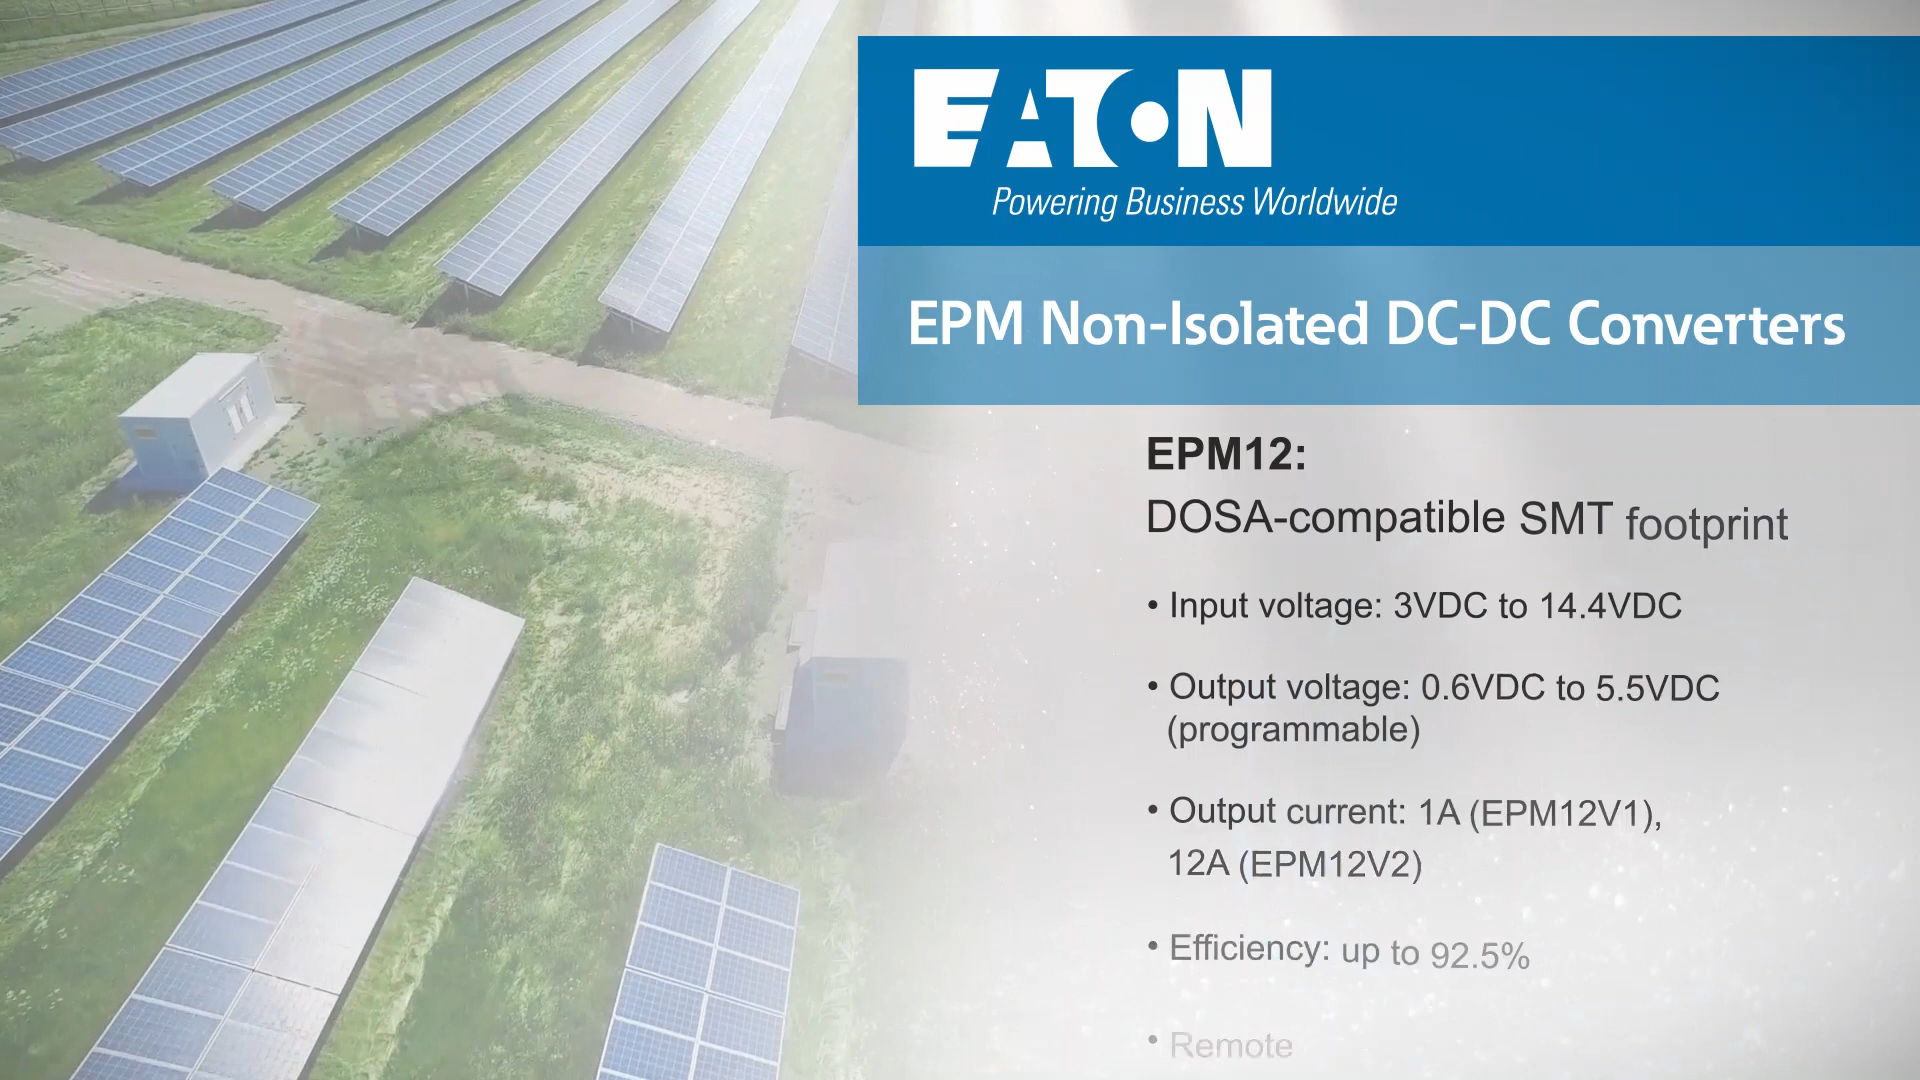 EATON
Powering Business Worldwide
EPM Non-Isolated DC-DC Converters
EPM12:
DOSA-compatible SMT footprint
• Input voltage: 3VDC to 14.4VDC
• Output voltage: 0.6VDC to 5.5VDC
(programmable)
• Output current: 1A (EPM12V1),
12A (EPM12V2)
• Efficiency: up to 92.5%
• Remote